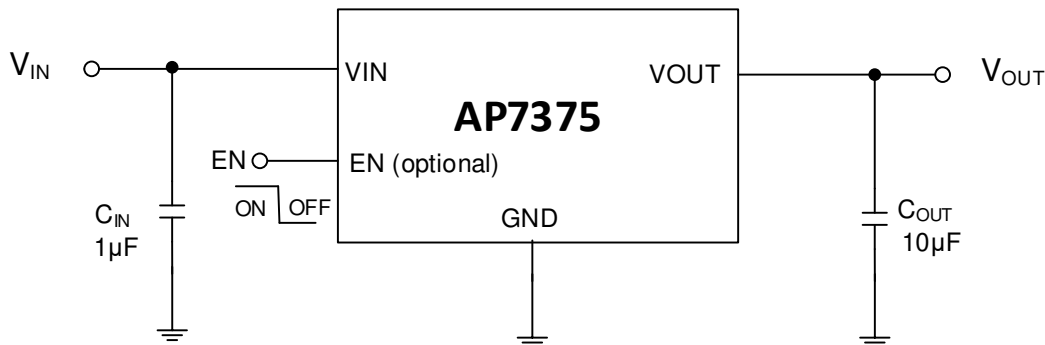 VIN
VIN
VOUT
VOUT
AP7375
EN
EN (optional)
ON
OFF
GND
CIN
1µF
COUT
10µF